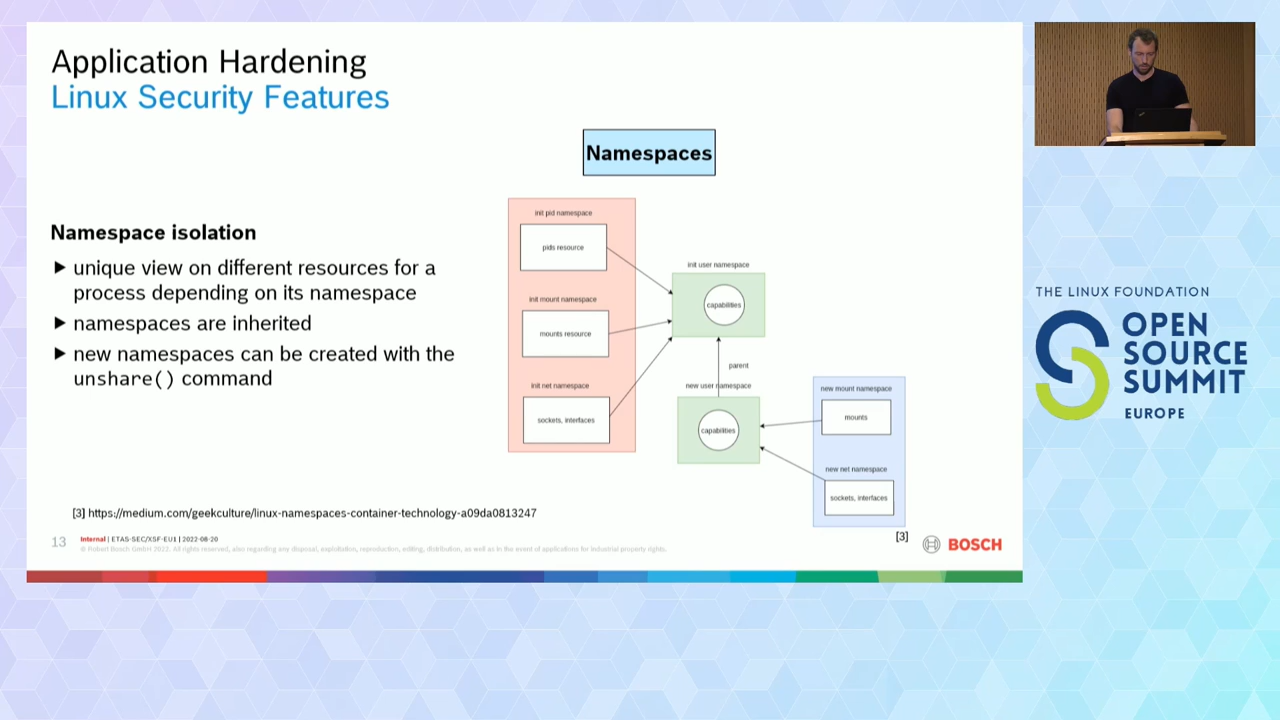 Application Hardening
Linux Security Features
Namespaces
Namespace isolation
▶ unique view on different resources for a
process depending on its namespace
▶ namespaces are inherited
▶ new namespaces can be created with the
unshare() command
init pid namespace
pids resource
init mount namespace
mounts resource
init net namespace
sockets, interfaces
init user namespace
capabilities
parent
new user namespace
capabilities
new mount namespace
mounts
new net namespace
sockets, interfaces
[3] https://medium.com/geekculture/linux-namespaces-container-technology-a09da0813247
[3]
13
Internal | ETAS-SEC/XSF-EU1 | 2022-08-20
© Robert Bosch GmbH 2022. All rights reserved, also regarding any disposal, exploitation, reproduction, editing, distribution, as well as in the event of applications for industrial property rights.
BOSCH
THE LINUX FOUNDATION
OPEN
SOURCE
SUMMIT
EUROPE